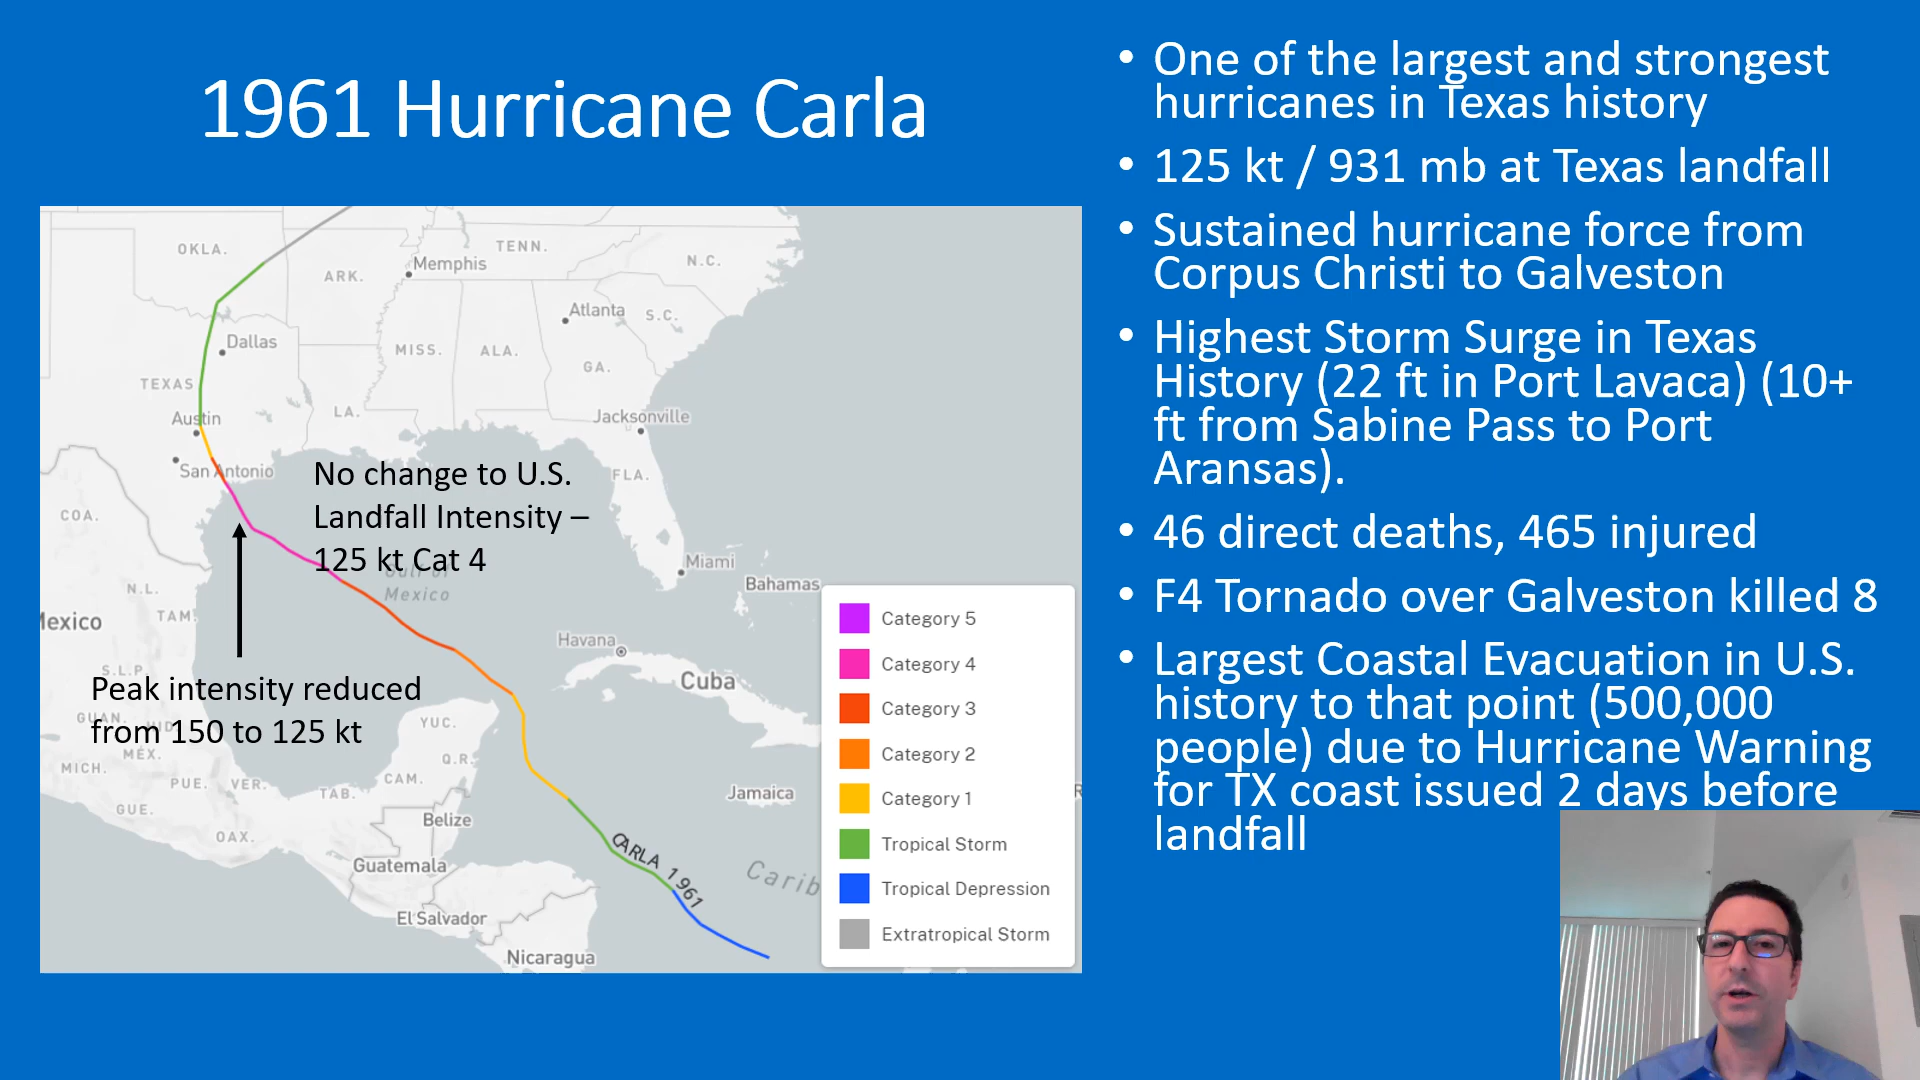 1961 Hurricane Carla
• One of the largest and strongest
hurricanes in Texas history
• 125 kt / 931 mb at Texas landfall
• Sustained hurricane force from
Corpus Christi to Galveston
• Highest Storm Surge in Texas
History (22 ft in Port Lavaca) (10+
ft from Sabine Pass to Port
Aransas).
• 46 direct deaths, 465 injured
• F4 Tornado over Galveston killed 8
• Largest Coastal Evacuation in U.S.
history to that point (500,000
people) due to Hurricane Warning
for TX coast issued 2 days before
landfall
OKLA.
TENN.
Memphis
N.C.
ARK.
Atlanta
S.C.
Dallas
MISS.
ALA.
GA.
TEXAS
Austin
LA.
Jacksonville
San Antonio
FLA.
No change to U.S.
Landfall Intensity –
125 kt Cat 4
COA.
Gulf of
Mexico
Miami
Bahamas
N.L.
TAM.
Mexico
Havana
Cuba
S.L.P.
Peak intensity reduced
from 150 to 125 kt
GUAN.
YUC.
MÉX.
Q.R.
MICH.
PUE.
VER.
CAM.
TAB.
Jamaica
GUE.
Belize
OAX.
Guatemala
CARLA 1961
Carib
El Salvador
Nicaragua
Category 5
Category 4
Category 3
Category 2
Category 1
Tropical Storm
Tropical Depression
Extratropical Storm